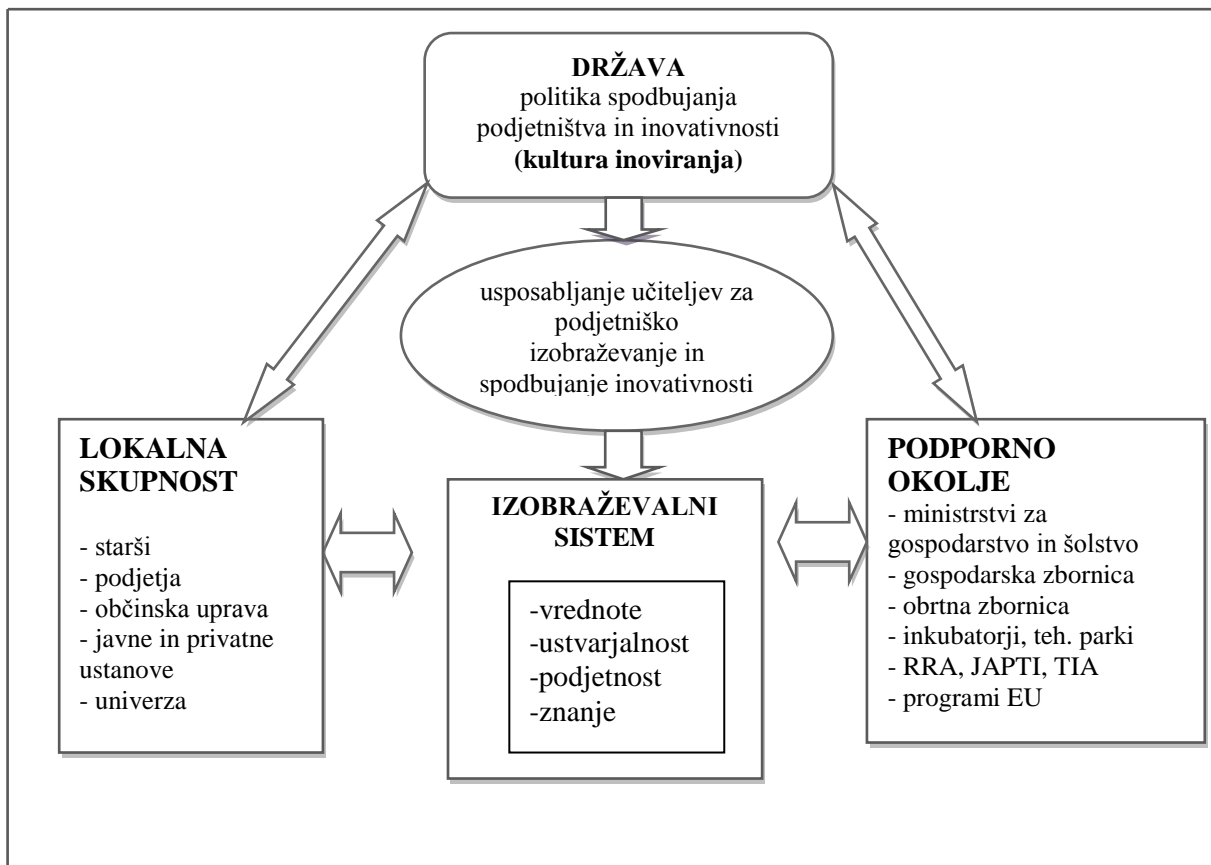 DRŽAVA
politika spodbujanja
podjetništva in inovativnosti
(kultura inoviranja)
usposabljanje učiteljev za
podjetniško
izobraževanje in
spodbujanje inovativnosti
LOKALNA
SKUPNOST
- starši
- podjetja
- občinska uprava
- javne in privatne
ustanove
- univerza
IZOBRAŽEVALNI
SISTEM
-vrednote
-ustvarjalnost
-podjetnost
-znanje
PODPORNO
OKOLJE
- ministrstvi za
gospodarstvo in šolstvo
- gospodarska zbornica
- obrtna zbornica
- inkubatorji, teh. parki
- RRA, JAPTI, TIA
- programi EU